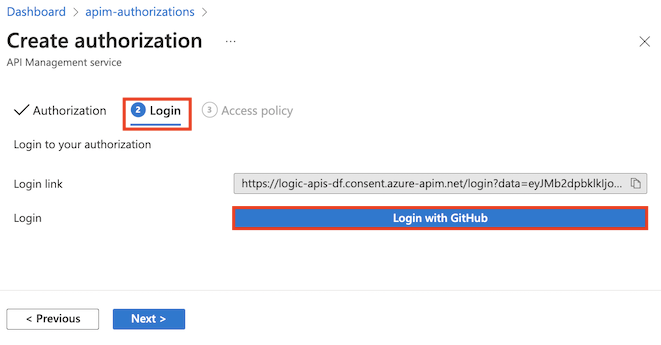 Dashboard > apim-authorizations >
Create authorization ...
API Management service
Authorization 2 Login 3 Access policy
Login to your authorization
Login link https://logic-apis-df.consent.azure-apim.net/login?data=eyJMb2dpbklkljo...
Login Login with GitHub
< Previous Next >